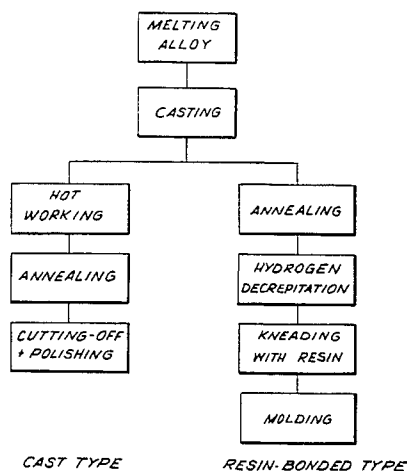 MELTING
ALLOY
CASTING
HOT
WORKING
ANNEALING
CUTTING-OFF
+ POLISHING
CAST TYPE
ANNEALING
HYDROGEN
DECREPITATION
KNEADING
WITH RESIN
MOLDING
RESIN-BONDED TYPE